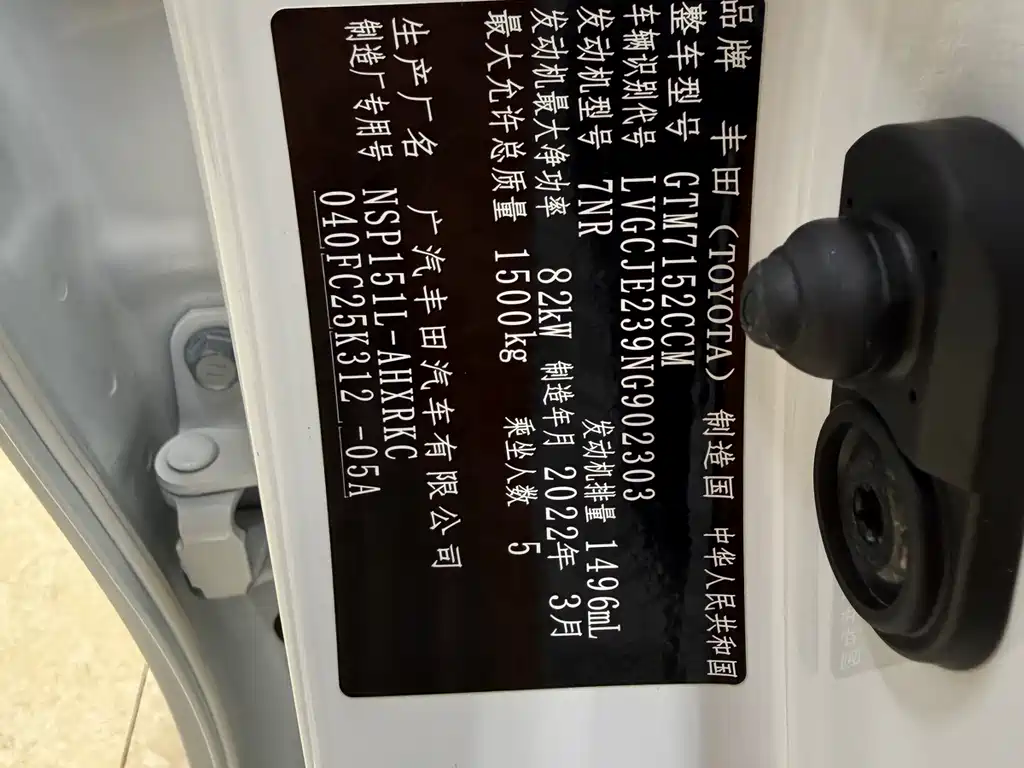 品牌 丰田(TOYOTA) 制造国 中华人民共和国
整车型号 GTM7152CCM
车辆识别代号 LVGCJE239NG902303
发动机型号 7NR 发动机排量 1496mL
发动机最大净功率 82kW 制造年月 2022年 3月
最大允许总质量 1500kg 乘坐人数 5
生产厂名 广汽丰田汽车有限公司
制造厂专用号 NSP151L-AHXRKC
040FC25K312 -05A